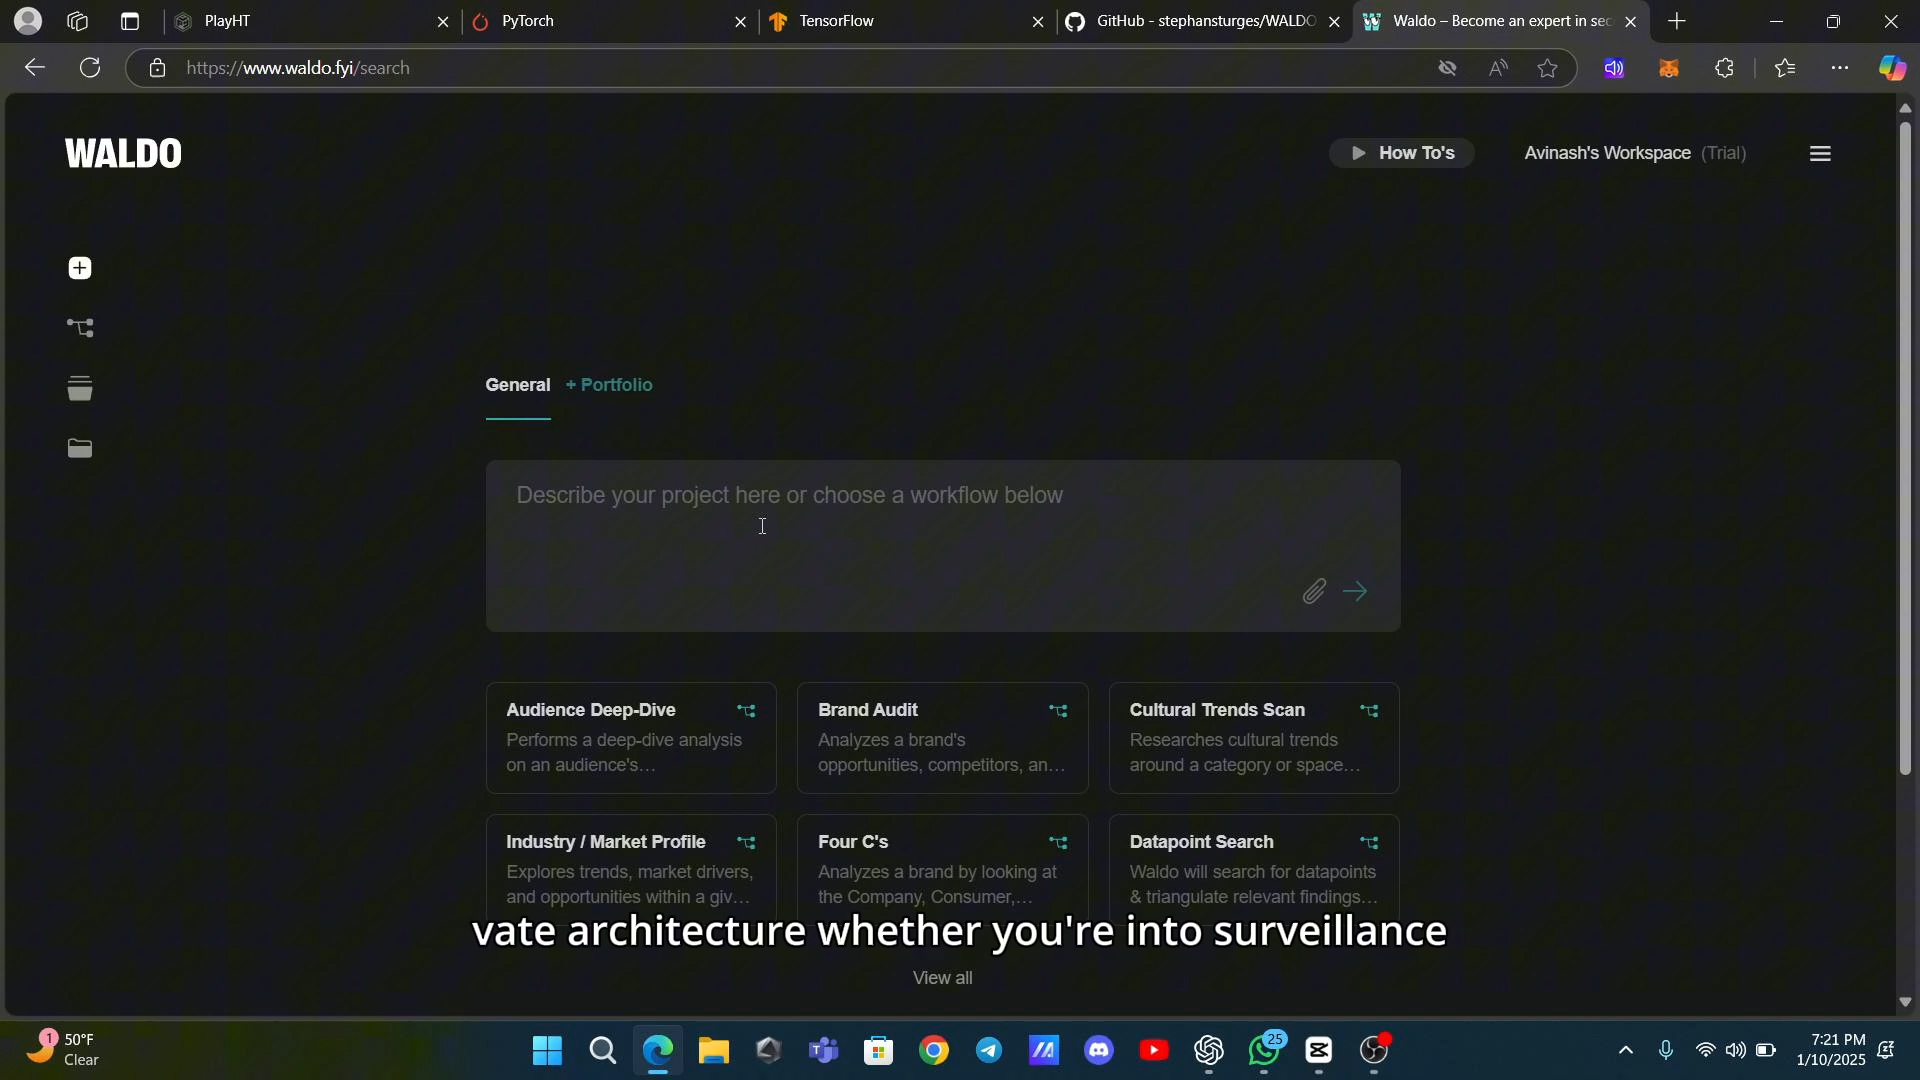 PlayHT
PyTorch
TensorFlow
GitHub - stephansturges/WALDO
Waldo – Become an expert in sec
https://www.waldo.fyi/search
WALDO
How To's
Avinash's Workspace (Trial)
General
+ Portfolio
Describe your project here or choose a workflow below
Audience Deep-Dive
Performs a deep-dive analysis
on an audience's...
Brand Audit
Analyzes a brand's
opportunities, competitors, an...
Cultural Trends Scan
Researches cultural trends
around a category or space...
Industry / Market Profile
Explores trends, market drivers,
and opportunities within a giv...
Four C's
Analyzes a brand by looking at
the Company, Consumer,...
Datapoint Search
Waldo will search for datapoints
& triangulate relevant findings...
vate architecture whether you're into surveillance
View all
1
50°F
Clear
25
7:21 PM
1/10/2025